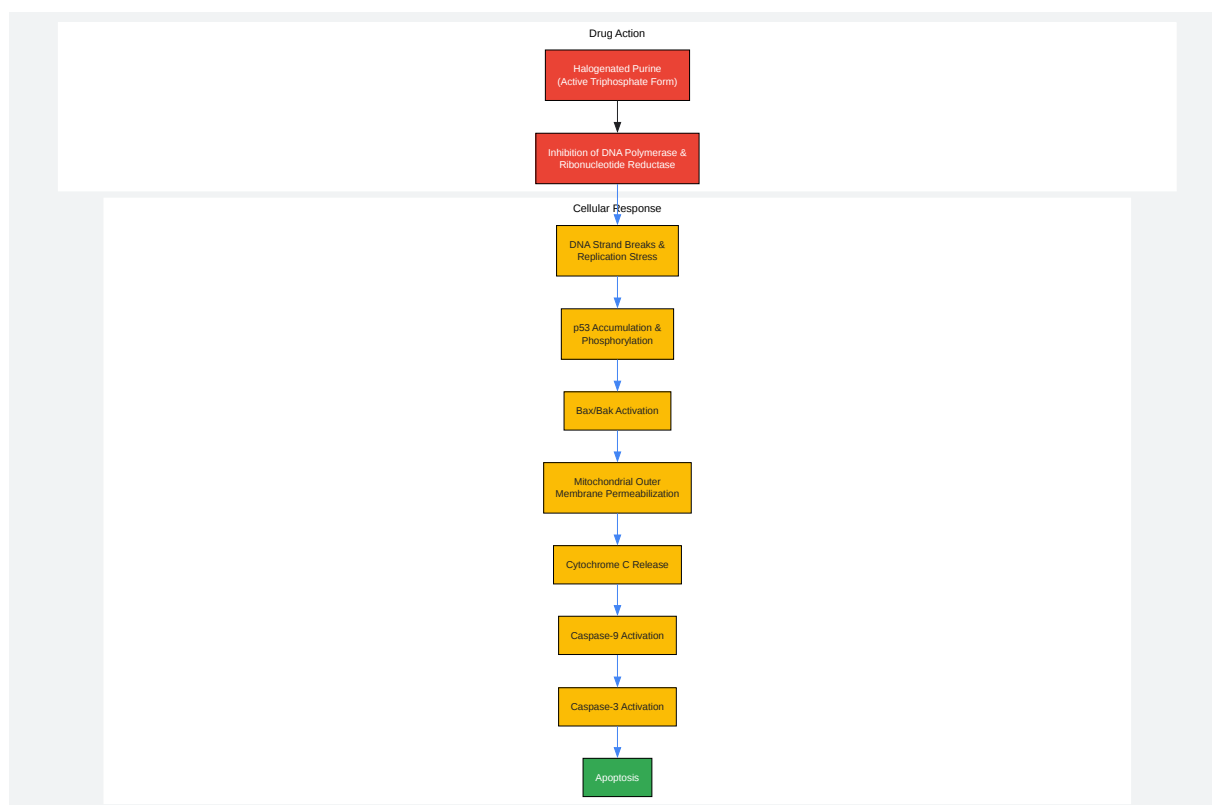 Drug Action
Halogenated Purine
(Active Triphosphate Form)
Inhibition of DNA Polymerase &
Ribonucleotide Reductase
Cellular Response
DNA Strand Breaks &
Replication Stress
p53 Accumulation &
Phosphorylation
Bax/Bak Activation
Mitochondrial Outer
Membrane Permeabilization
Cytochrome C Release
Caspase-9 Activation
Caspase-3 Activation
Apoptosis